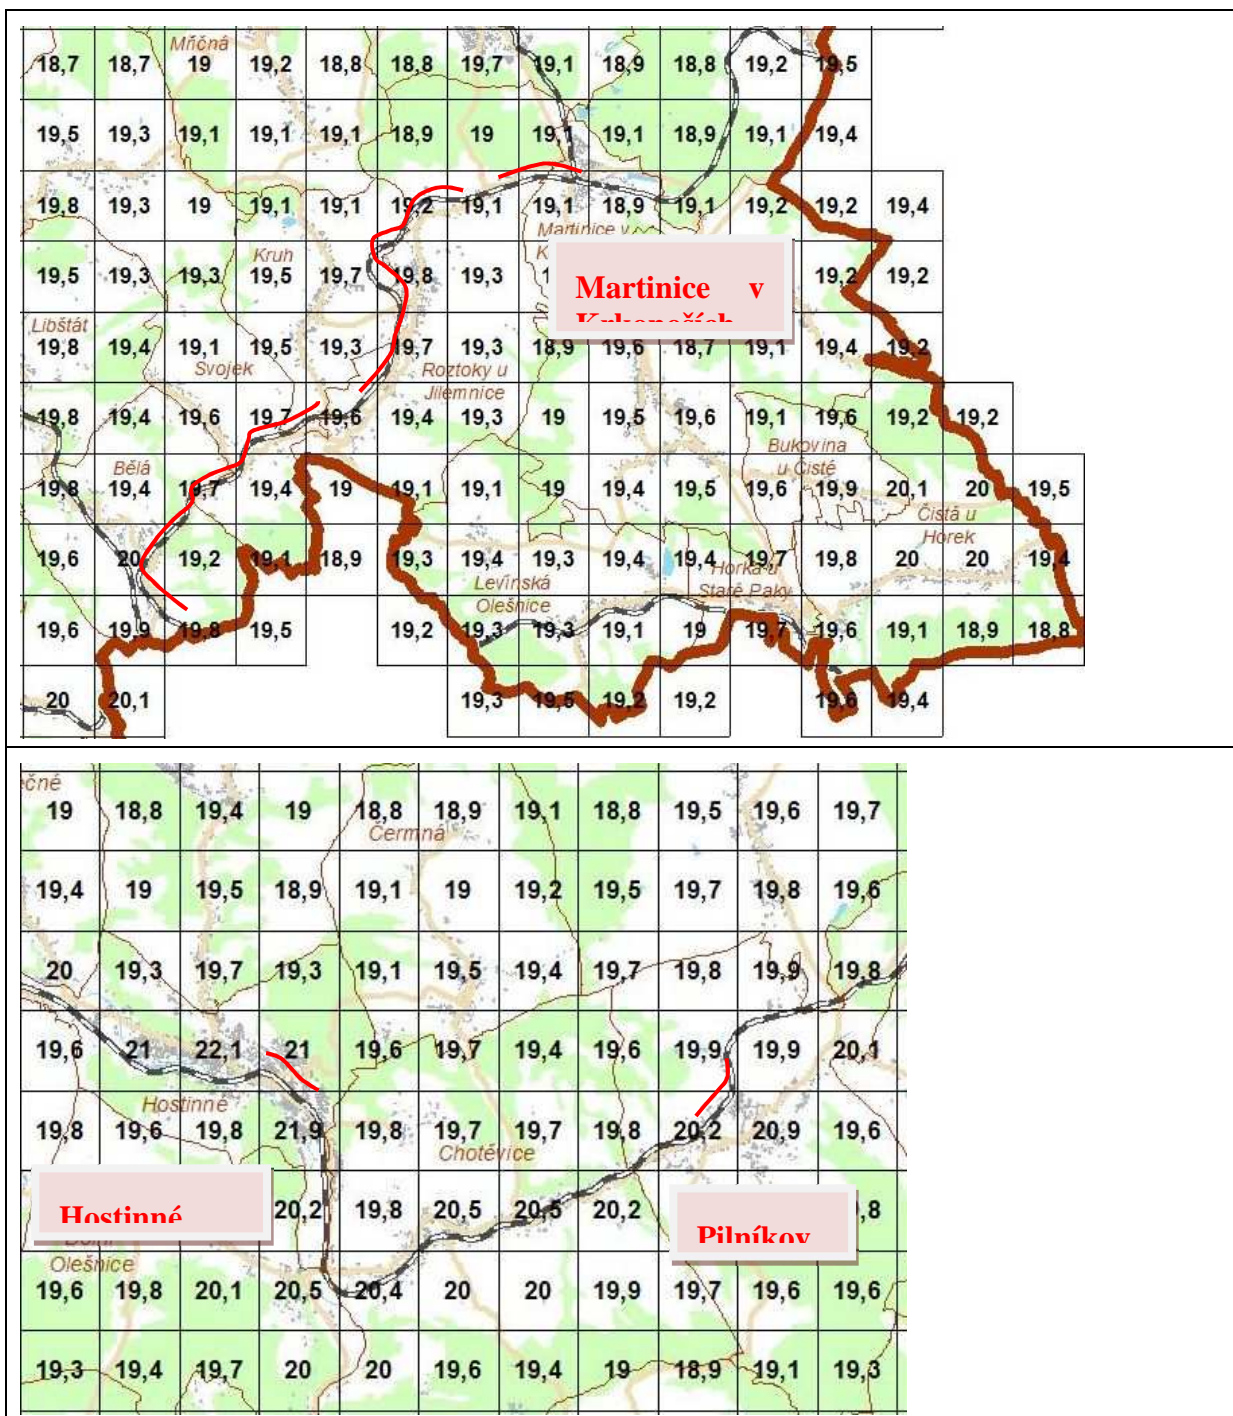 Mříčná
18,7 18,7 19 19,2 18,8 18,8 19,7 19,1 18,9 18,8 19,2 19,5
19,5 19,3 19,1 19,1 19,1 18,9 19 19,1 19,1 18,9 19,1 19,4
19,8 19,3 19 19,1 19,1 19,2 19,1 19,1 18,9 19,1 19,2 19,2 19,4
Martinice v
Kruh
19,5 19,3 19,3 19,5 19,7 19,8 19,3 19,2 19,2
Martinice v
Krkonoších
Libštát
19,8 19,4 19,1 19,5 19,3 19,7 19,3 18,9 19,6 18,7 19,1 19,4 19,2
Svojek
Roztoky u
Jilemnice
19,8 19,4 19,6 19,7 19,6 19,4 19,3 19 19,5 19,6 19,1 19,6 19,2 19,2
Bukovina
u Čisté
Bělá
19,8 19,4 19,7 19,4 19 19,1 19,1 19 19,4 19,5 19,6 19,9 20,1 20 19,5
Čistá u
Horek
19,6 20 19,2 19,1 18,9 19,3 19,4 19,3 19,4 19,4 19,7 19,8 20 20 19,4
Levínská
Olešnice
Horka u
Staré Paky
19,6 19,9 19,8 19,5 19,2 19,3 19,3 19,1 19 19,7 19,6 19,1 18,9 18,8
20 20,1 19,3 19,5 19,2 19,2 19,6 19,4
ečné
19 18,8 19,4 19 18,8 18,9 19,1 18,8 19,5 19,6 19,7
Čermná
19,4 19 19,5 18,9 19,1 19 19,2 19,5 19,7 19,8 19,6
20 19,3 19,7 19,3 19,1 19,5 19,4 19,7 19,8 19,9 19,8
19,6 21 22,1 21 19,6 19,7 19,4 19,6 19,9 19,9 20,1
Hostinné
19,8 19,6 19,8 21,9 19,8 19,7 19,7 19,8 20,2 20,9 19,6
Chotěvice
20,2 19,8 20,5 20,5 20,2 ,8
Hostinné
Pilníkov
Olešnice
19,6 19,8 20,1 20,5 20,4 20 20 19,9 19,7 19,6 19,6
19,3 19,4 19,7 20 20 19,6 19,4 19 18,9 19,1 19,3